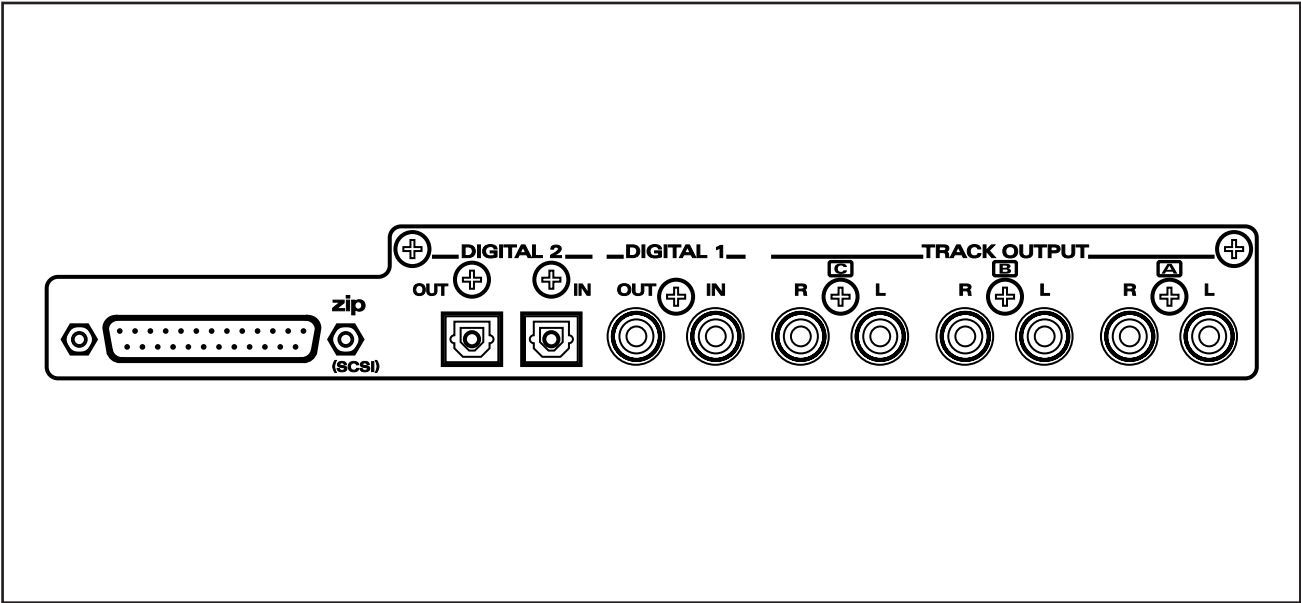 DIGITAL 2 DIGITAL 1 TRACK OUTPUT
C B A
OUT IN OUT IN R L R L R L
zip
(SCSI)